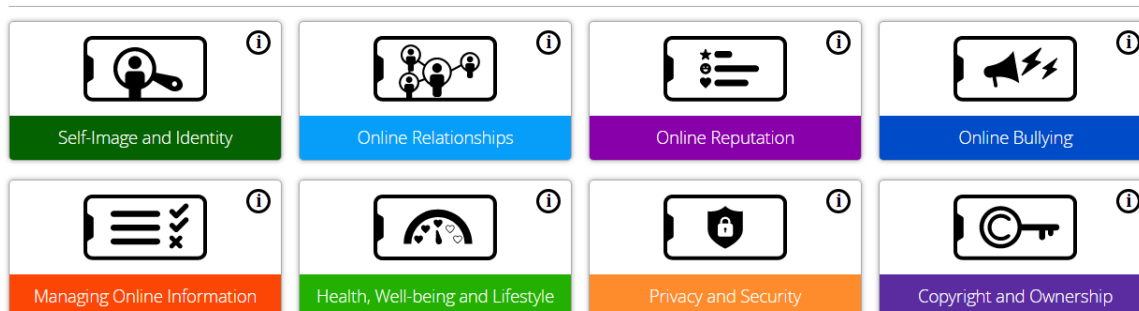 Self-Image and Identity
Online Relationships
Online Reputation
Online Bullying
Managing Online Information
Health, Well-being and Lifestyle
Privacy and Security
Copyright and Ownership